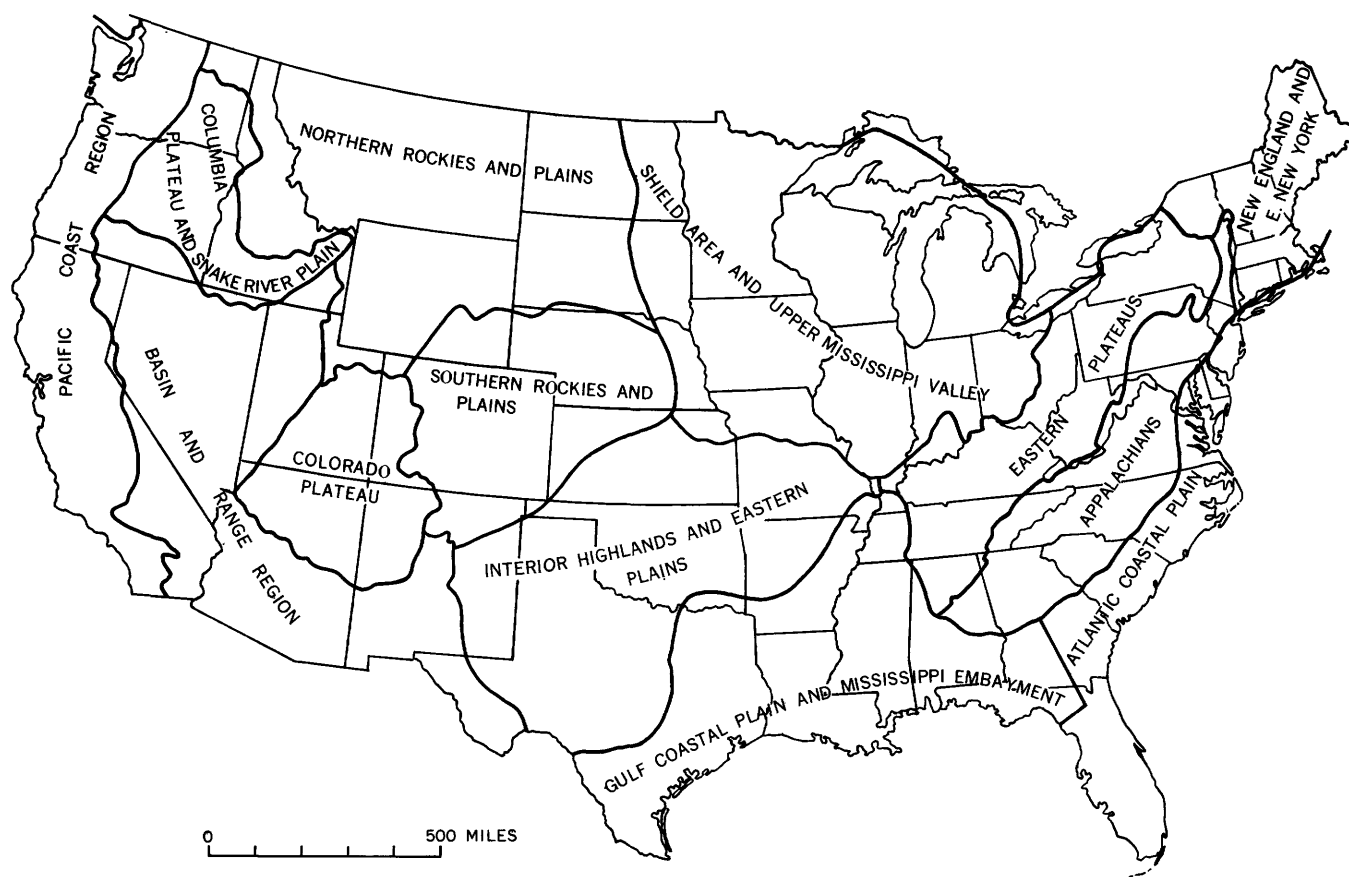 PACIFIC COAST REGION
COLUMBIA
PLATEAU AND SNAKE RIVER PLAIN
NORTHERN ROCKIES AND PLAINS
SHIELD AREA AND UPPER MISSISSIPPI VALLEY
NEW ENGLAND AND
E. NEW YORK
BASIN AND RANGE REGION
SOUTHERN ROCKIES AND
PLAINS
COLORADO
PLATEAU
EASTERN PLATEAUS
APPALACHIANS
INTERIOR HIGHLANDS AND EASTERN
PLAINS
ATLANTIC COASTAL PLAIN
GULF COASTAL PLAIN AND MISSISSIPPI EMBAYMENT
0 500 MILES